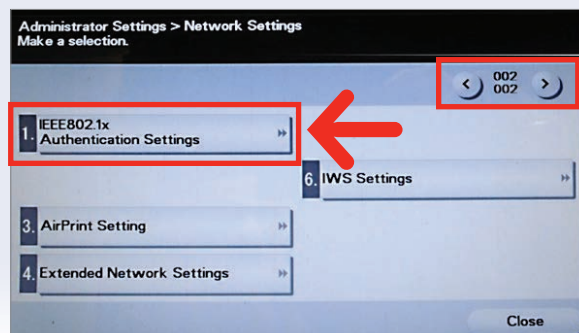 Administrator Settings > Network Settings
Make a selection.
< 002 >
002
1. IEEE802.1x
Authentication Settings
6. IWS Settings
3. AirPrint Setting
4. Extended Network Settings
Close